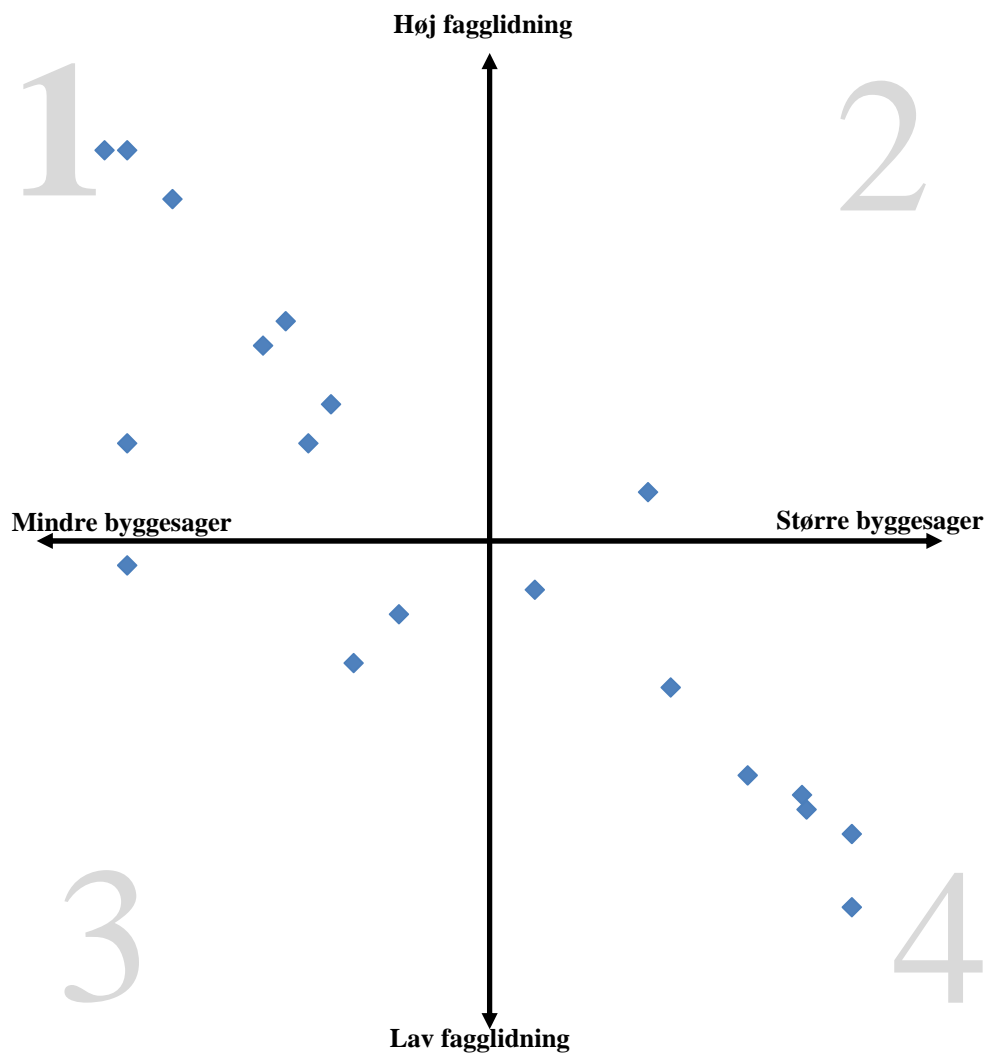 Høj fagglidning
1
2
Mindre byggesager
Større byggesager
3
4
Lav fagglidning